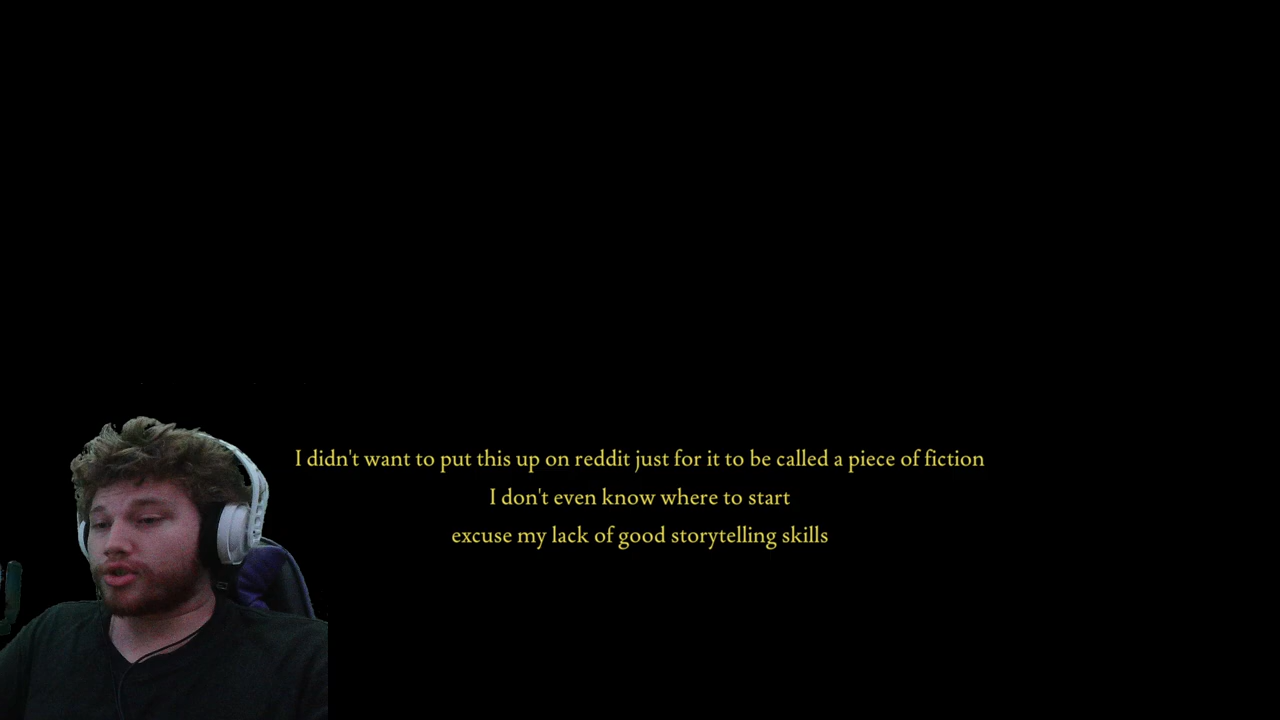 I didn't want to put this up on reddit just for it to be called a piece of fiction
I don't even know where to start
excuse my lack of good storytelling skills